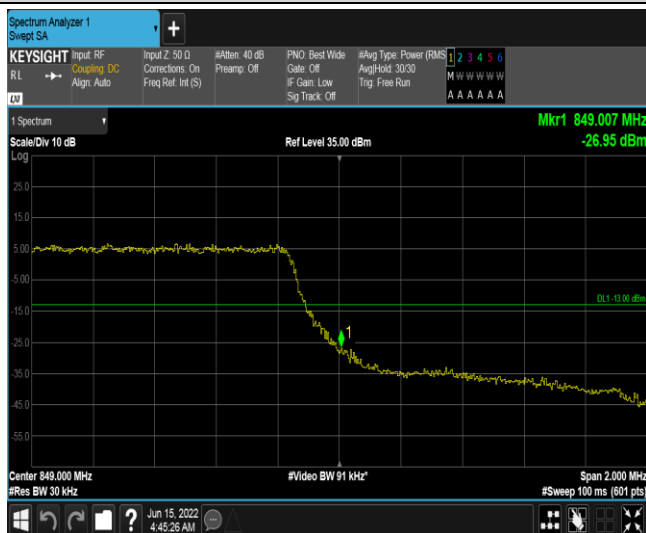 Spectrum Analyzer 1
Swept SA
+
KEYSIGHT
RL
LXI
Input: RF
Coupling: DC
Align: Auto
Input Z: 50 Ω
Corrections: On
Freq Ref: Int (S)
#Atten: 40 dB
Preamp: Off
PNO: Best Wide
Gate: Off
IF Gain: Low
Sig Track: Off
#Avg Type: Power (RMS
Avg|Hold: 30/30
Trig: Free Run
1 2 3 4 5 6
M W W W W W
A A A A A A
1 Spectrum
Mkr1 849.007 MHz
Scale/Div 10 dB
Ref Level 35.00 dBm
-26.95 dBm
Log
25.0
15.0
5.00
-5.00
DL1 -13.00 dBm
-15.0
1
-25.0
-35.0
-45.0
-55.0
Center 849.000 MHz
#Video BW 91 kHz*
Span 2.000 MHz
#Res BW 30 kHz
#Sweep 100 ms (601 pts)
?
Jun 15, 2022
4:45:26 AM